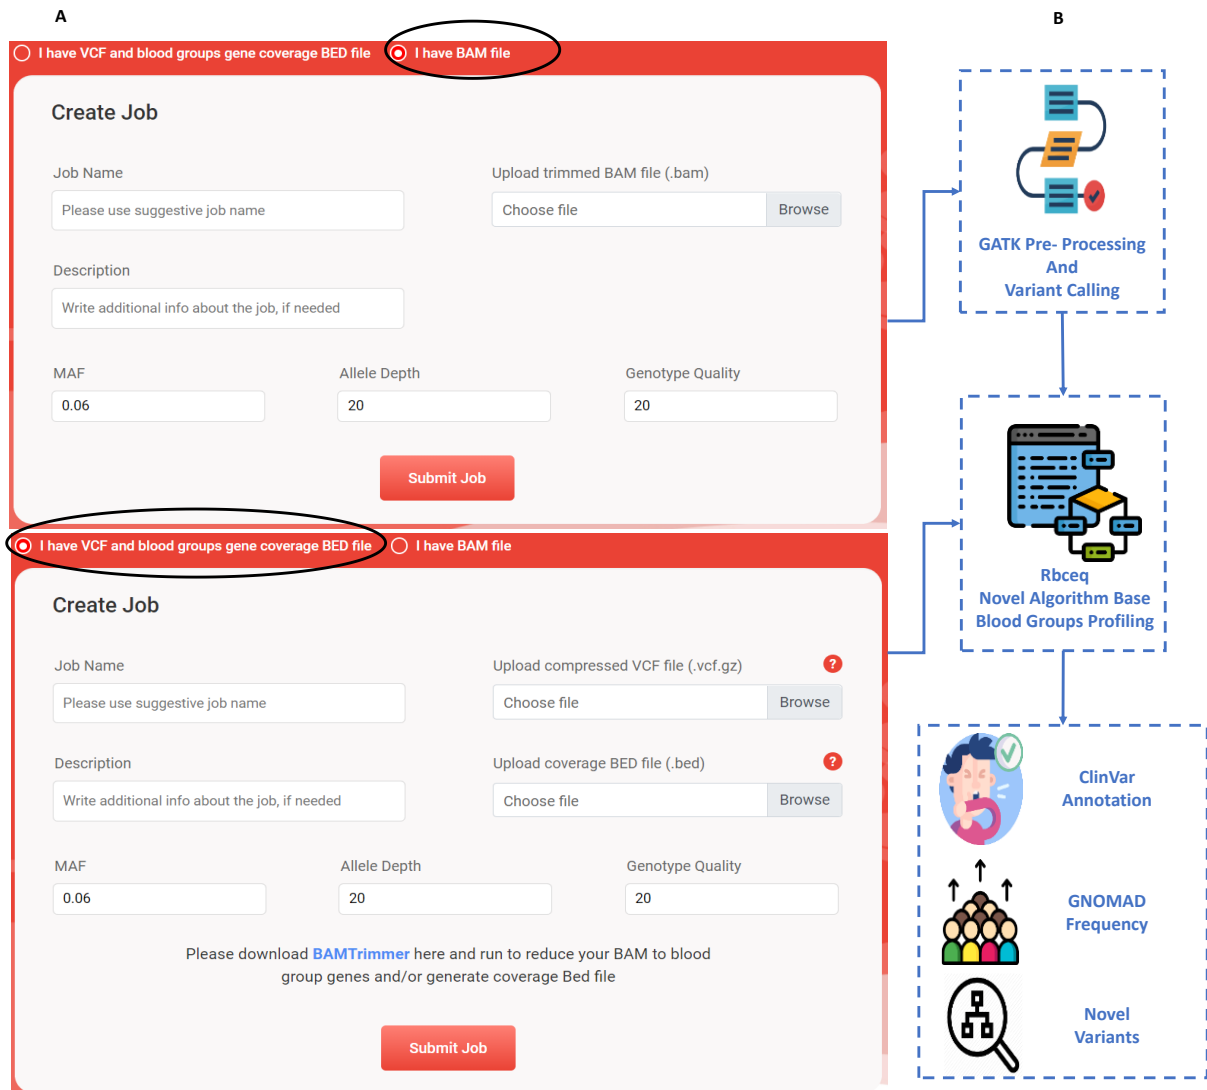 A
B
I have VCF and blood groups gene coverage BED file
I have BAM file
Create Job
Job Name
Upload trimmed BAM file (.bam)
Please use suggestive job name
Choose file
Browse
Description
Write additional info about the job, if needed
MAF
Allele Depth
Genotype Quality
0.06
20
20
Submit Job
I have VCF and blood groups gene coverage BED file
I have BAM file
Create Job
Job Name
Upload compressed VCF file (.vcf.gz)
?
Please use suggestive job name
Choose file
Browse
Description
Upload coverage BED file (.bed)
?
Write additional info about the job, if needed
Choose file
Browse
MAF
Allele Depth
Genotype Quality
0.06
20
20
Please download BAMTrimmer here and run to reduce your BAM to blood
group genes and/or generate coverage Bed file
Submit Job
GATK Pre- Processing
And
Variant Calling
Rbceq
Novel Algorithm Base
Blood Groups Profiling
ClinVar
Annotation
GNOMAD
Frequency
Novel
Variants